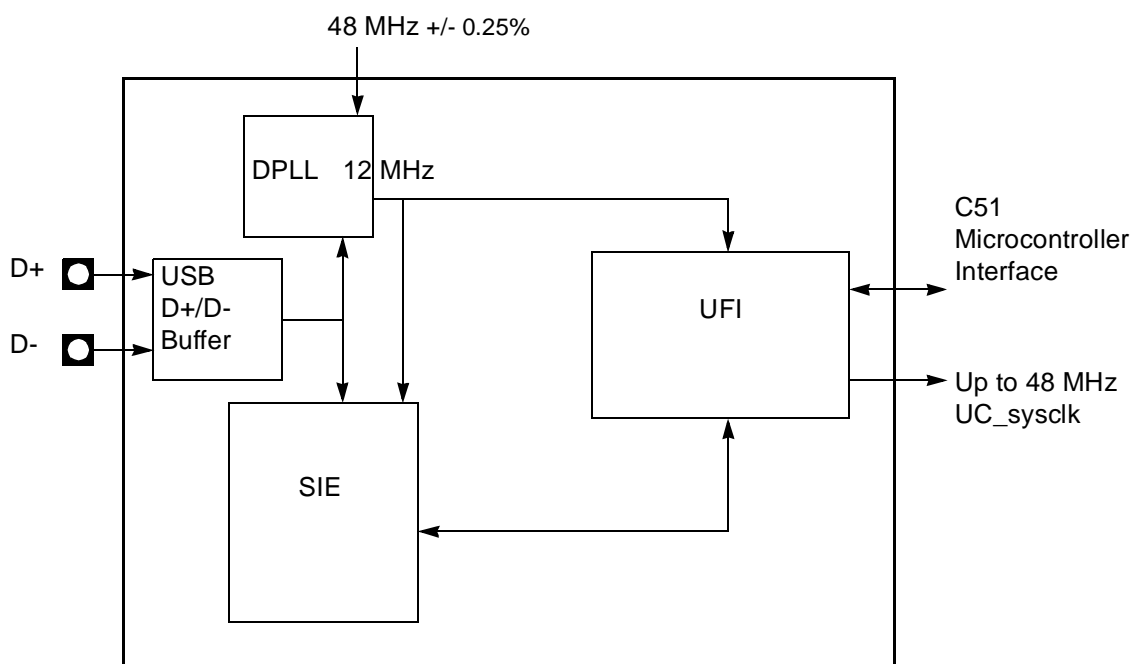 48 MHz +/- 0.25%
DPLL 12 MHz
D+
USB
D+/D-
Buffer
D-
C51
Microcontroller
Interface
UFI
Up to 48 MHz
UC_sysclk
SIE